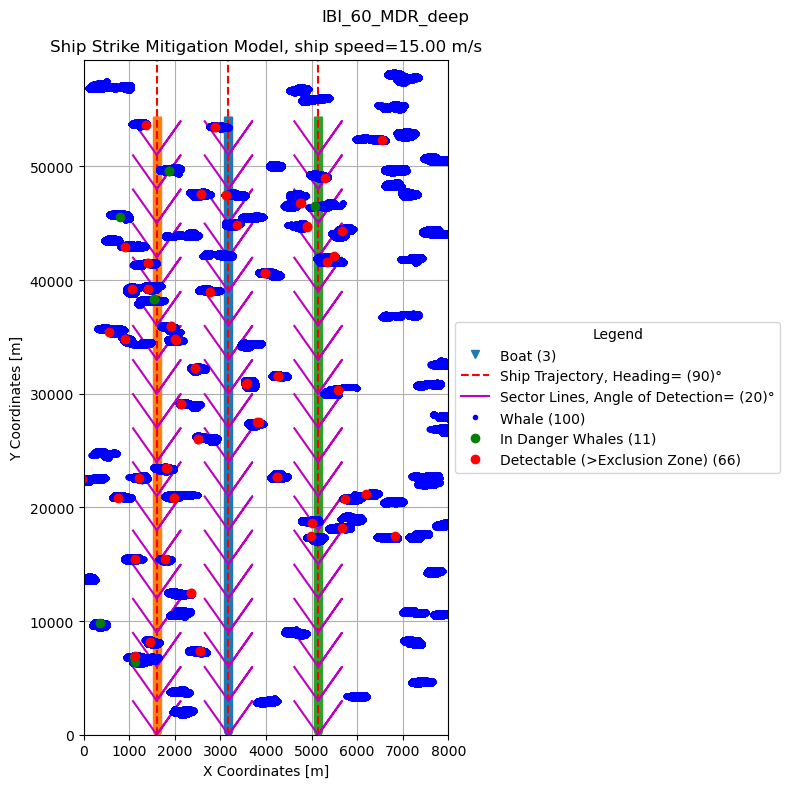 IBI_60_MDR_deep
Ship Strike Mitigation Model, ship speed=15.00 m/s
50000
40000
30000
20000
10000
0
Y Coordinates [m]
0 1000 2000 3000 4000 5000 6000 7000 8000
X Coordinates [m]
Legend
Boat (3)
Ship Trajectory, Heading= (90)°
Sector Lines, Angle of Detection= (20)°
Whale (100)
In Danger Whales (11)
Detectable (>Exclusion Zone) (66)